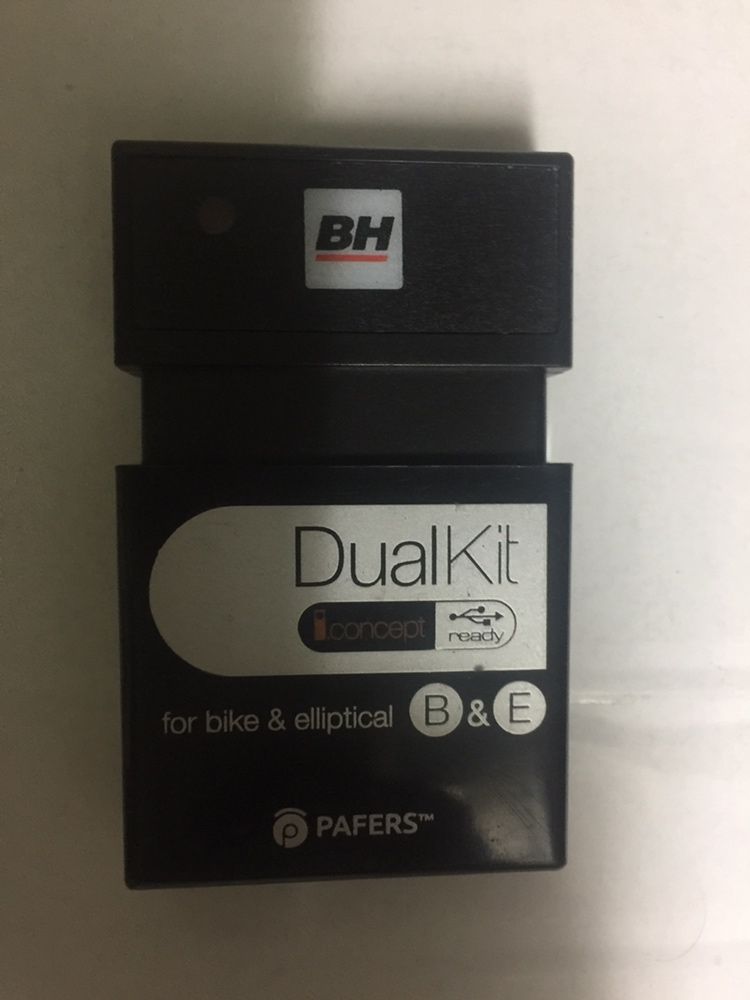 BH
DualKit
i.concept
ready
for bike & elliptical B & E
PAFERS™